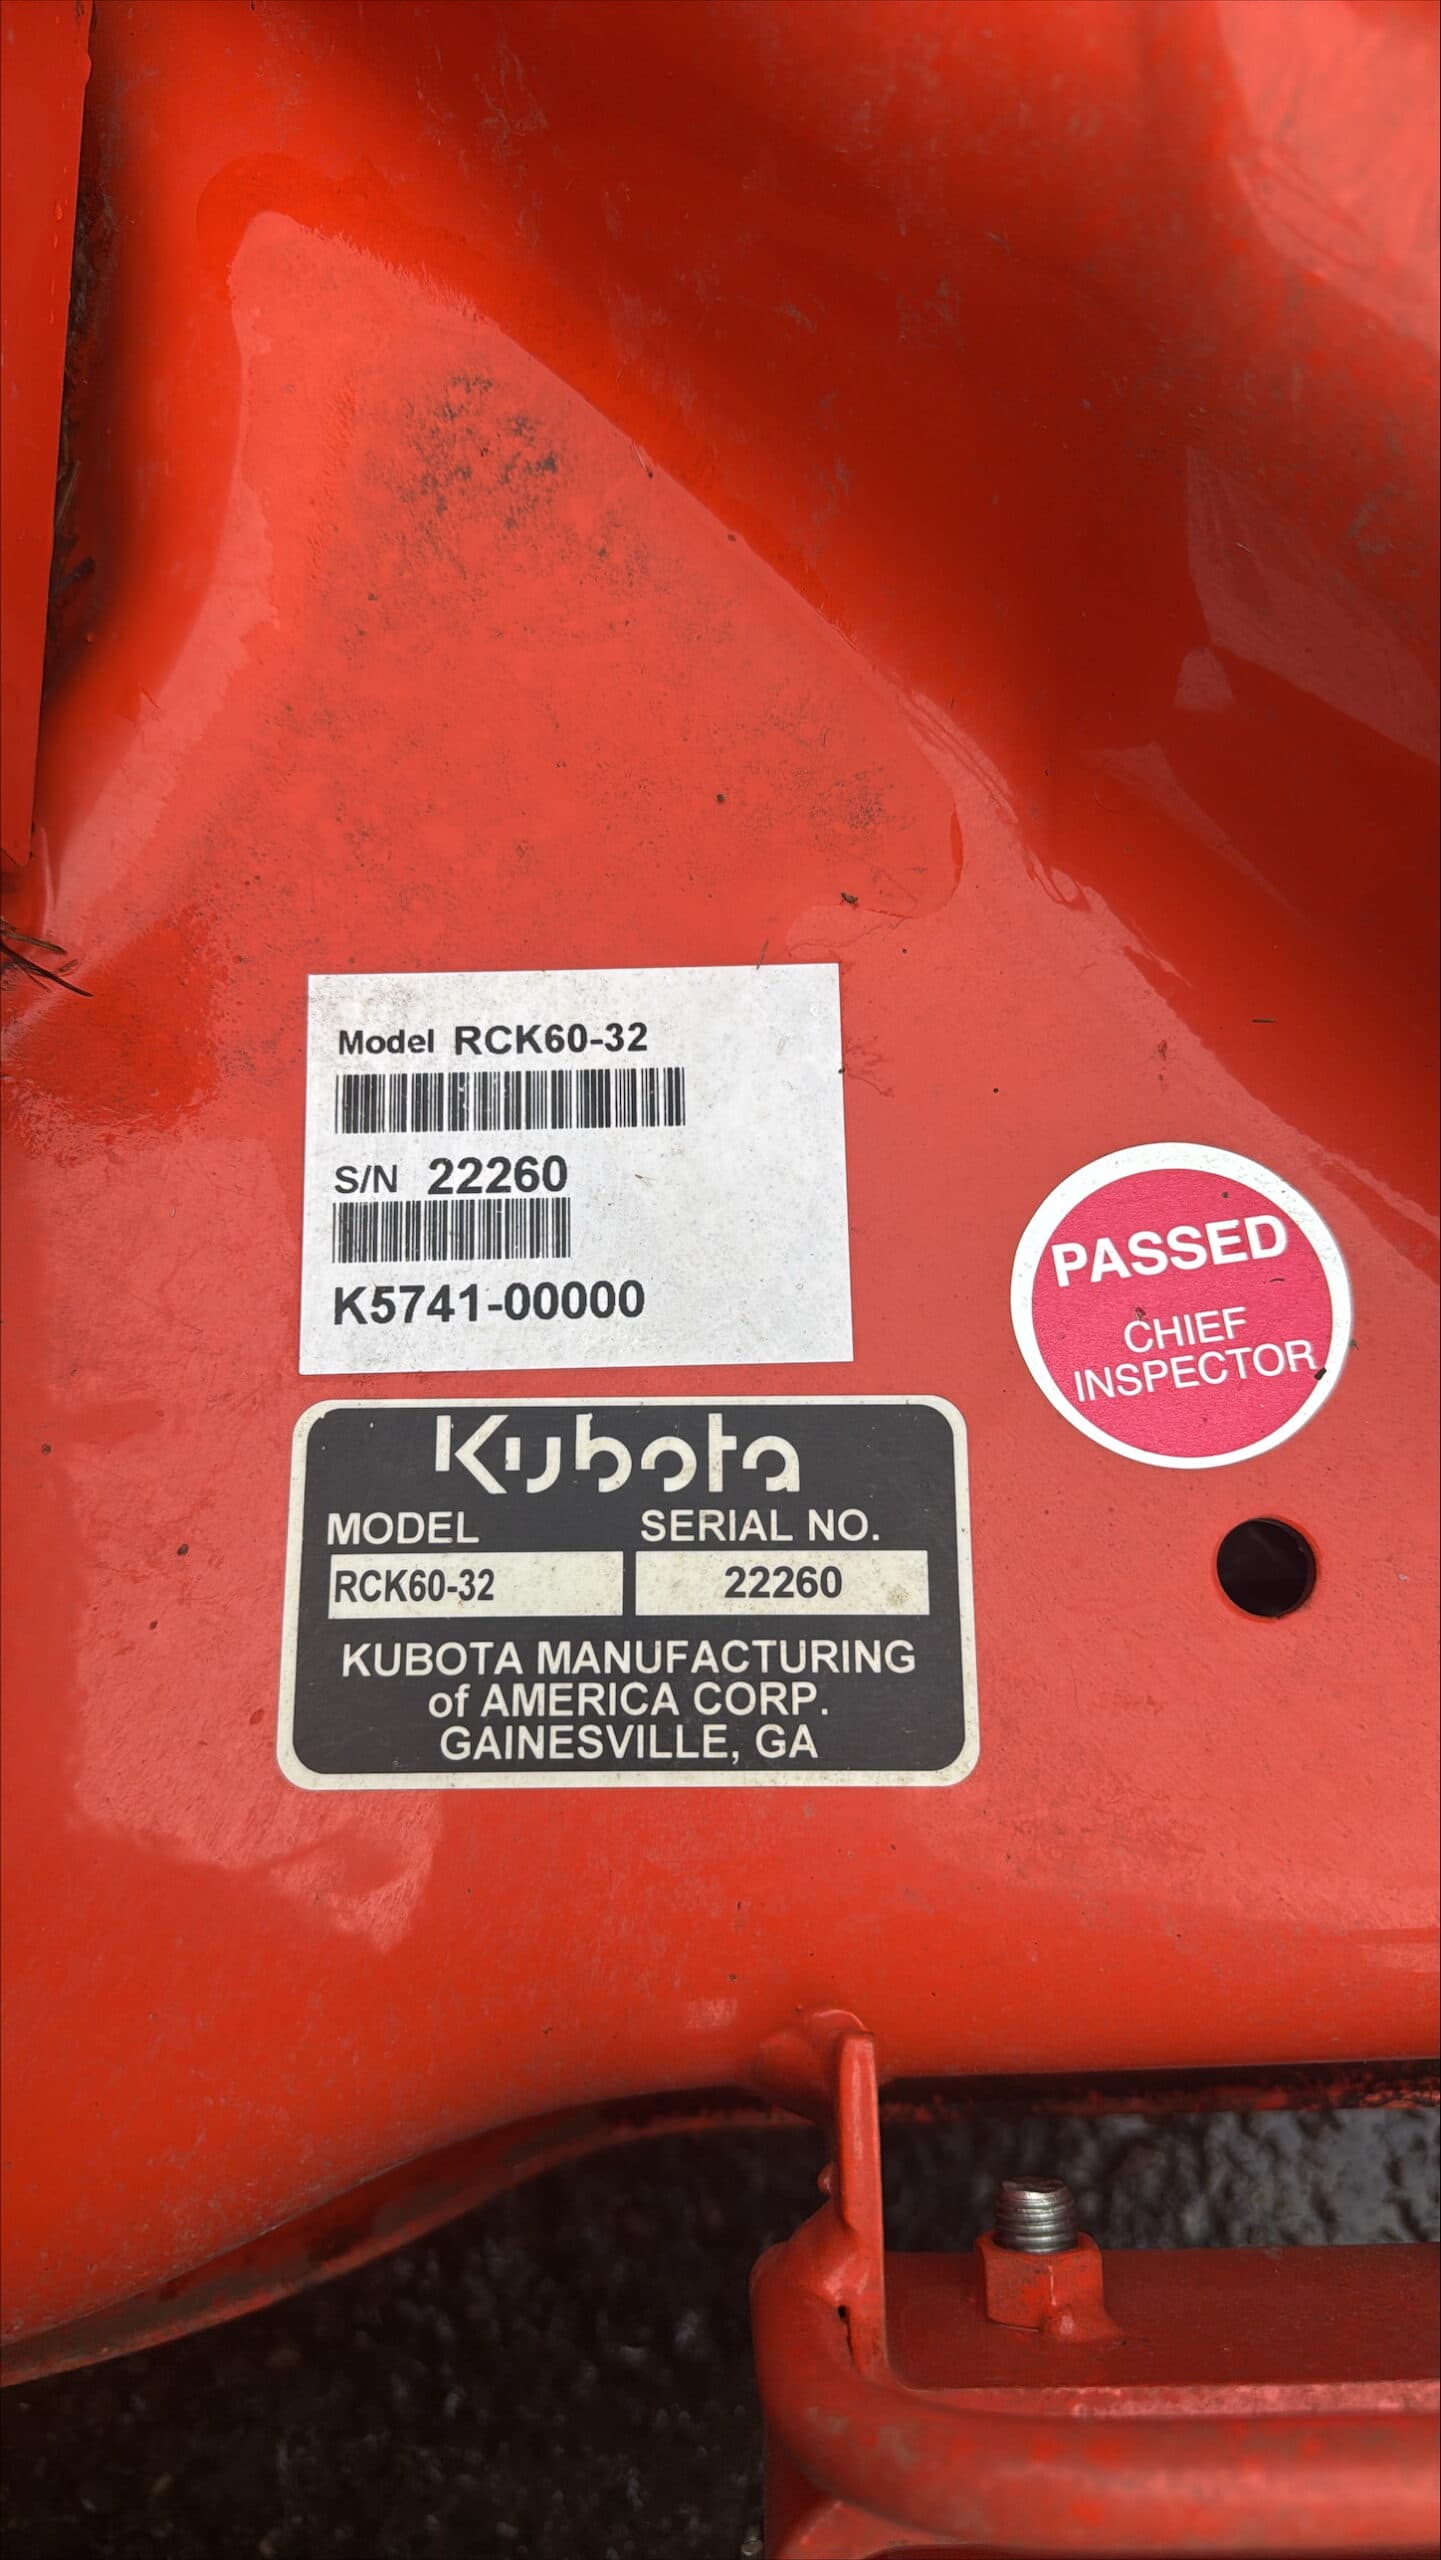 Model RCK60-32
S/N 22260
K5741-00000
PASSED
CHIEF
INSPECTOR
Kubota
MODEL SERIAL NO.
RCK60-32 22260
KUBOTA MANUFACTURING
of AMERICA CORP.
GAINESVILLE, GA